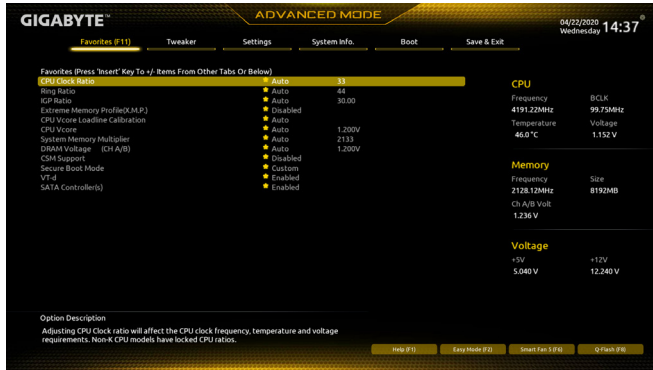 GIGABYTE™
ADVANCED MODE
04/22/2020
Wednesday 14:37
Favorites (F11) Tweaker Settings System Info. Boot Save & Exit
Favorites (Press 'Insert' Key To +/- Items From Other Tabs Or Below)
CPU Clock Ratio Auto 33
Ring Ratio Auto 44
IGP Ratio Auto 30.00
Extreme Memory Profile(X.M.P.) Disabled
CPU Vcore Loadline Calibration Auto
CPU Vcore Auto 1.200V
System Memory Multiplier Auto 2133
DRAM Voltage (CH A/B) Auto 1.200V
CSM Support Disabled
Secure Boot Mode Custom
VT-d Enabled
SATA Controller(s) Enabled
CPU
Frequency BCLK
4191.22MHz 99.75MHz
Temperature Voltage
46.0°C 1.152 V
Memory
Frequency Size
2128.12MHz 8192MB
Ch A/B Volt
1.236 V
Voltage
+5V +12V
5.040 V 12.240 V
Option Description
Adjusting CPU Clock ratio will affect the CPU clock frequency, temperature and voltage
requirements. Non-K CPU models have locked CPU ratios.
Help (F1) Easy Mode (F2) Smart Fan 5 (F6) Q-Flash (F8)